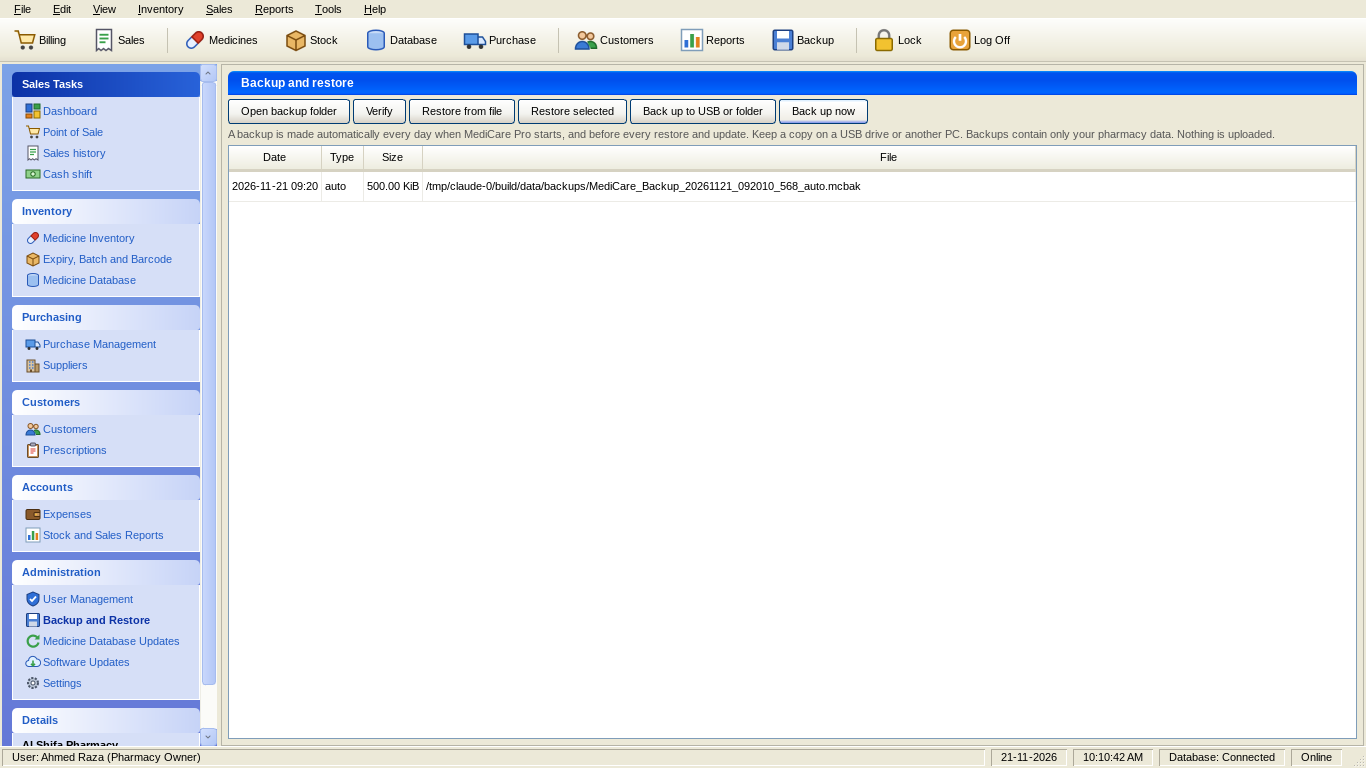 File Edit View Inventory Sales Reports Tools Help
Billing Sales Medicines Stock Database Purchase Customers Reports Backup Lock Log Off
Sales Tasks
Dashboard
Point of Sale
Sales history
Cash shift
Inventory
Medicine Inventory
Expiry, Batch and Barcode
Medicine Database
Purchasing
Purchase Management
Suppliers
Customers
Customers
Prescriptions
Accounts
Expenses
Stock and Sales Reports
Administration
User Management
Backup and Restore
Medicine Database Updates
Software Updates
Settings
Details
Al Shifa Pharmacy
Backup and restore
Open backup folder Verify Restore from file Restore selected Back up to USB or folder Back up now
A backup is made automatically every day when MediCare Pro starts, and before every restore and update. Keep a copy on a USB drive or another PC. Backups contain only your pharmacy data. Nothing is uploaded.
Date Type Size File
2026-11-21 09:20 auto 500.00 KiB /tmp/claude-0/build/data/backups/MediCare_Backup_20261121_092010_568_auto.mcbak
User: Ahmed Raza (Pharmacy Owner) 21-11-2026 10:10:42 AM Database: Connected Online